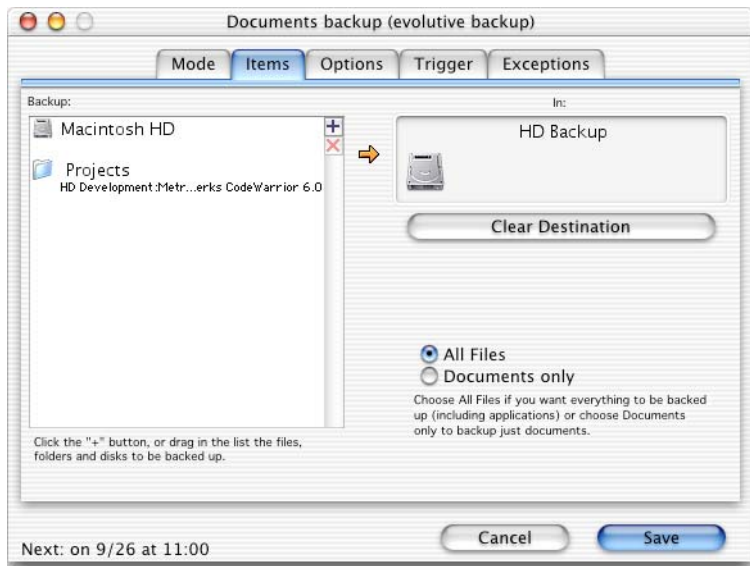 Documents backup (evolutive backup)
Mode Items Options Trigger Exceptions
Backup:
In:
Macintosh HD
HD Backup
Projects
HD Development:Metr...erks CodeWarrior 6.0
Clear Destination
All Files
Documents only
Choose All Files if you want everything to be backed
up (including applications) or choose Documents
only to backup just documents.
Click the "+" button, or drag in the list the files,
folders and disks to be backed up.
Next: on 9/26 at 11:00
Cancel
Save